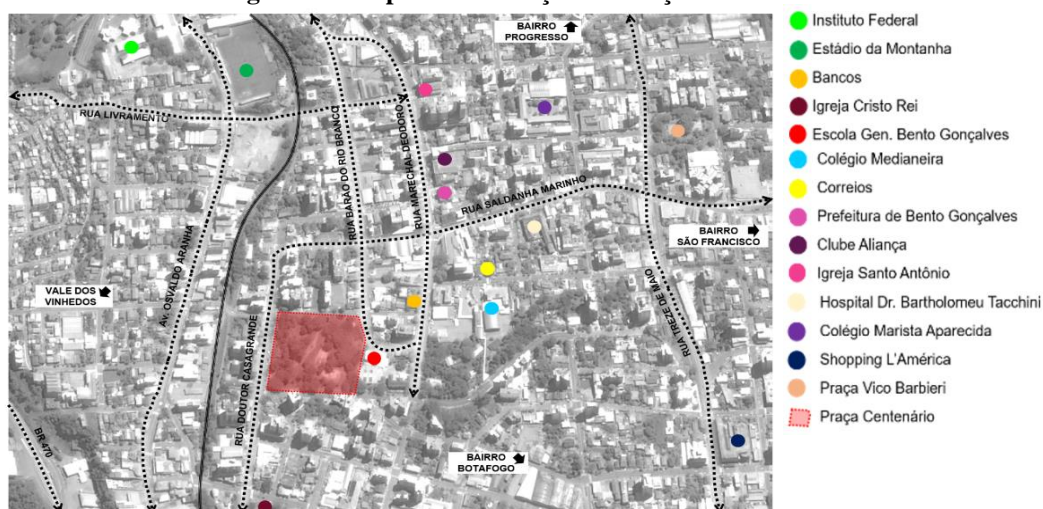 BAIRRO
PROGRESSO
RUA LIVRAMENTO
RUA BARÃO DO RIO BRANCO
RUA MARECHAL DEODORO
RUA SALDANHA MARINHO
BAIRRO
SÃO FRANCISCO
VALE DOS
VINHEDOS
Av. OSVALDO ARANHA
RUA DOUTOR CASAGRANDE
RUA TREZE DE MAIO
BR 470
BAIRRO
BOTAFOGO
Instituto Federal
Estádio da Montanha
Bancos
Igreja Cristo Rei
Escola Gen. Bento Gonçalves
Colégio Medianeira
Correios
Prefeitura de Bento Gonçalves
Clube Aliança
Igreja Santo Antônio
Hospital Dr. Bartholomeu Tacchini
Colégio Marista Aparecida
Shopping L'América
Praça Vico Barbieri
Praça Centenário